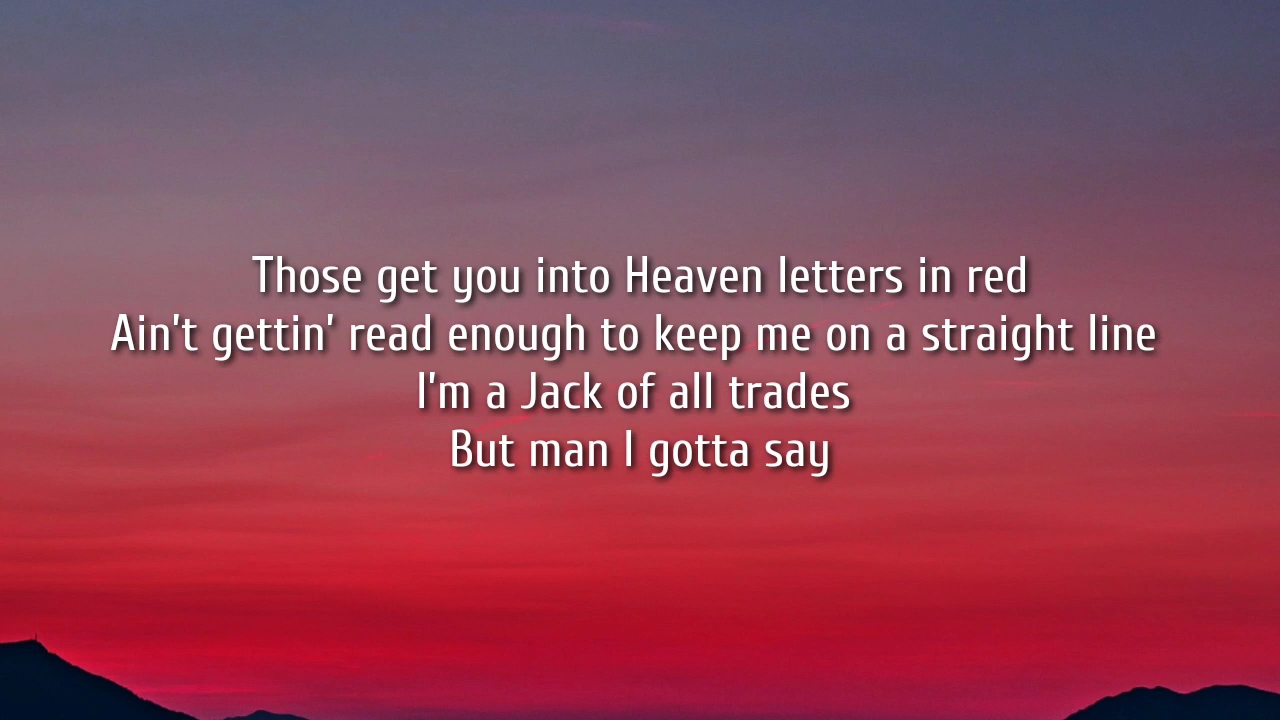 Those get you into Heaven letters in red
Ain't gettin' read enough to keep me on a straight line
I'm a Jack of all trades
But man I gotta say